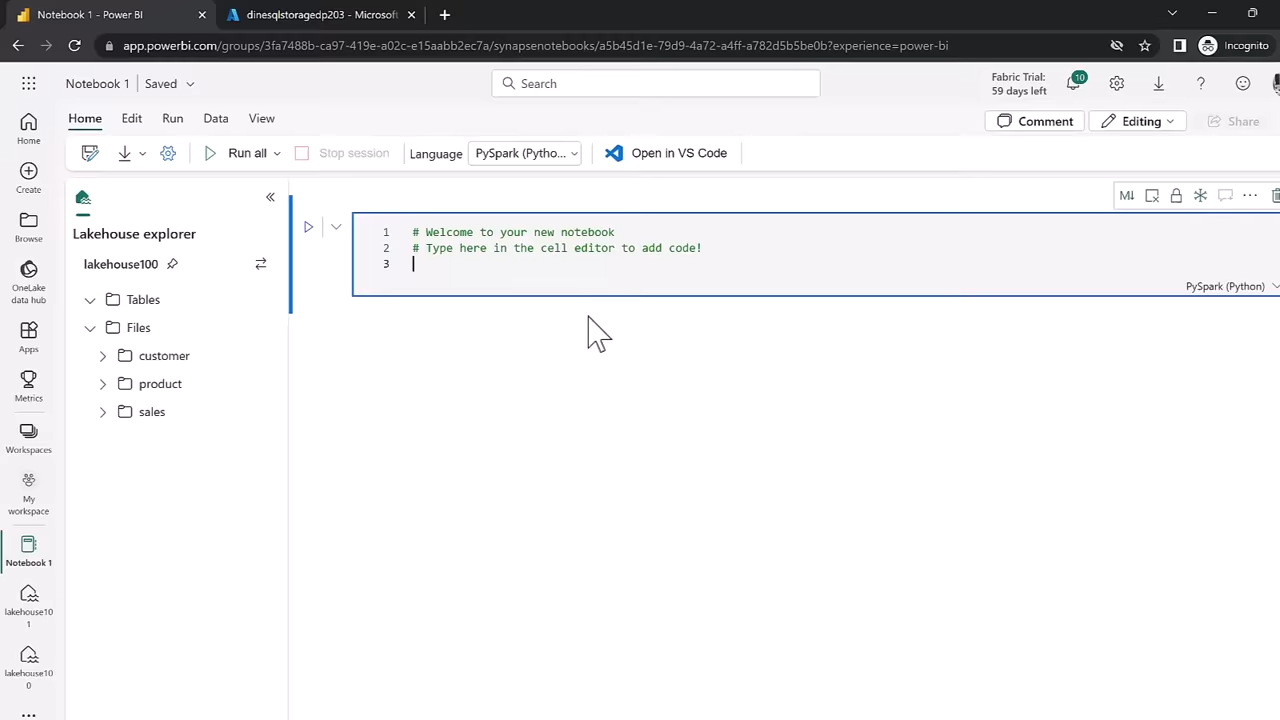 Notebook 1 - Power BI
dinesqlstoragedp203 - Microsoft
app.powerbi.com/groups/3fa7488b-ca97-419e-a02c-e15aabb2ec7a/synapsenotebooks/a5b45d1e-79d9-4a72-a4ff-a782d5b5be0b?experience=power-bi
Incognito
Notebook 1
Saved
Search
Fabric Trial:
59 days left
10
Home
Edit
Run
Data
View
Comment
Editing
Share
Run all
Stop session
Language
PySpark (Pytho...
Open in VS Code
Home
Create
Browse
OneLake
data hub
Apps
Metrics
Workspaces
My
workspace
Notebook 1
lakehouse10
1
lakehouse10
0
Lakehouse explorer
lakehouse100
Tables
Files
customer
product
sales
M↓
1 # Welcome to your new notebook
2 # Type here in the cell editor to add code!
3
PySpark (Python)